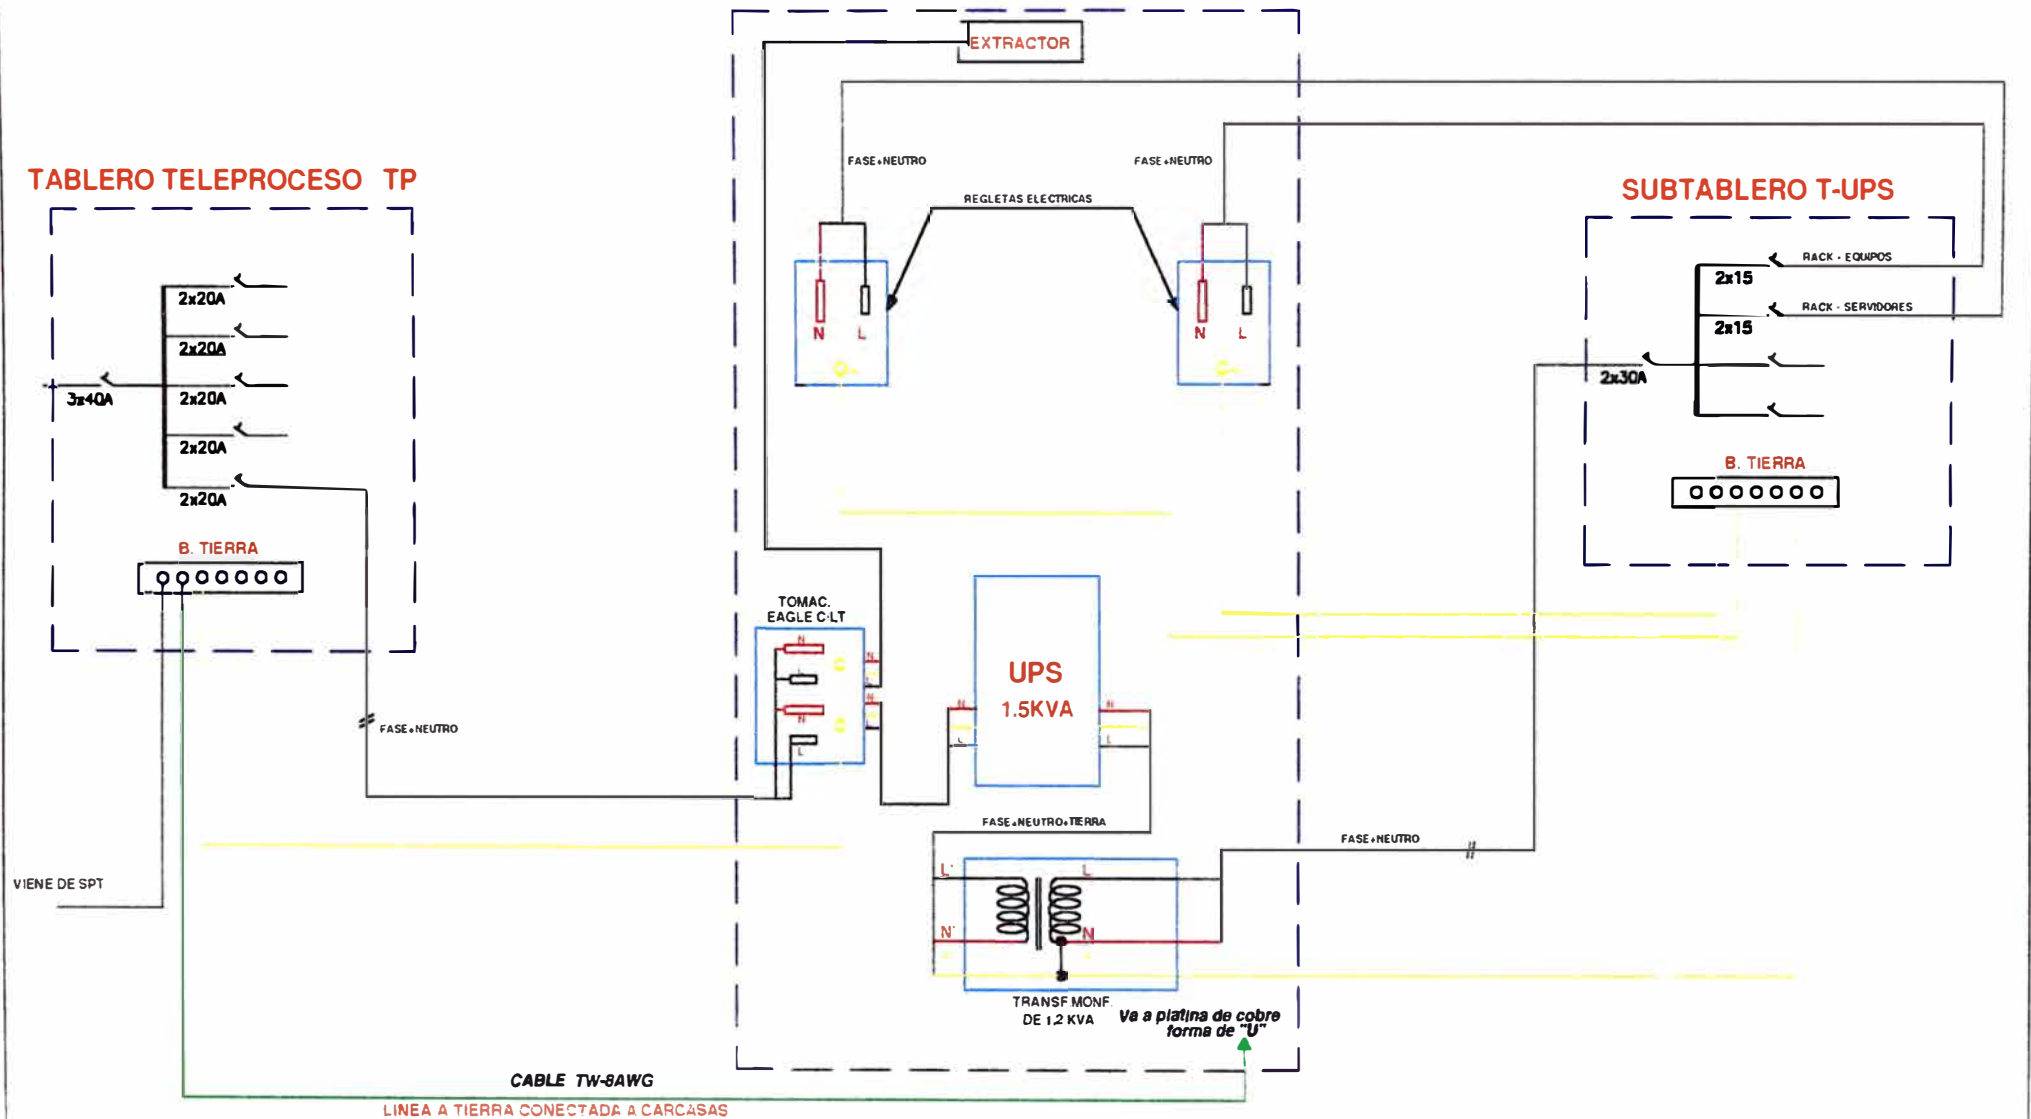 EXTRACTOR
FASE+NEUTRO
FASE+NEUTRO
REGLETAS ELECTRICAS
N
L
N
L
TABLERO TELEPROCESO TP
2x20A
2x20A
3x40A
2x20A
2x20A
2x20A
B. TIERRA
FASE+NEUTRO
VIENE DE SPT
SUBTABLERO T-UPS
RACK - EQUIPOS
2x15
RACK - SERVIDORES
2x15
2x30A
B. TIERRA
TOMAC.
EAGLE C-LT
N
L
N
L
N
L
N
L
UPS
1.5KVA
N
L
N
L
FASE+NEUTRO+TIERRA
FASE+NEUTRO
L'
L
N'
N
TRANSF.MONF.
DE 1,2 KVA
Va a platina de cobre
forma de "U"
CABLE TW-8AWG
LINEA A TIERRA CONECTADA A CARCASAS